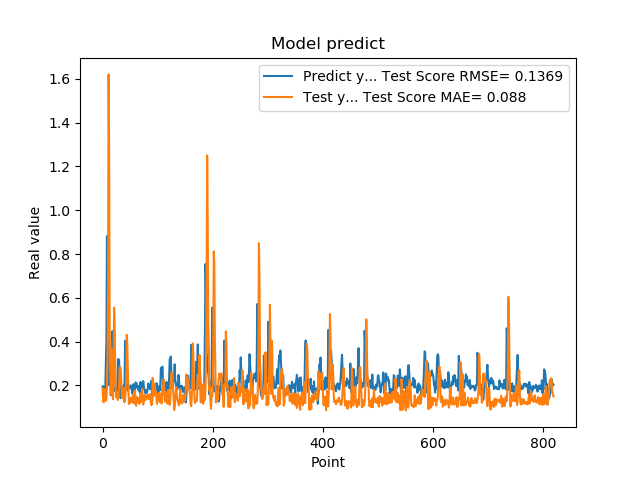 Model predict
Predict y... Test Score RMSE= 0.1369
Test y... Test Score MAE= 0.088
1.6
1.4
1.2
1.0
0.8
0.6
0.4
0.2
Real value
0 200 400 600 800
Point